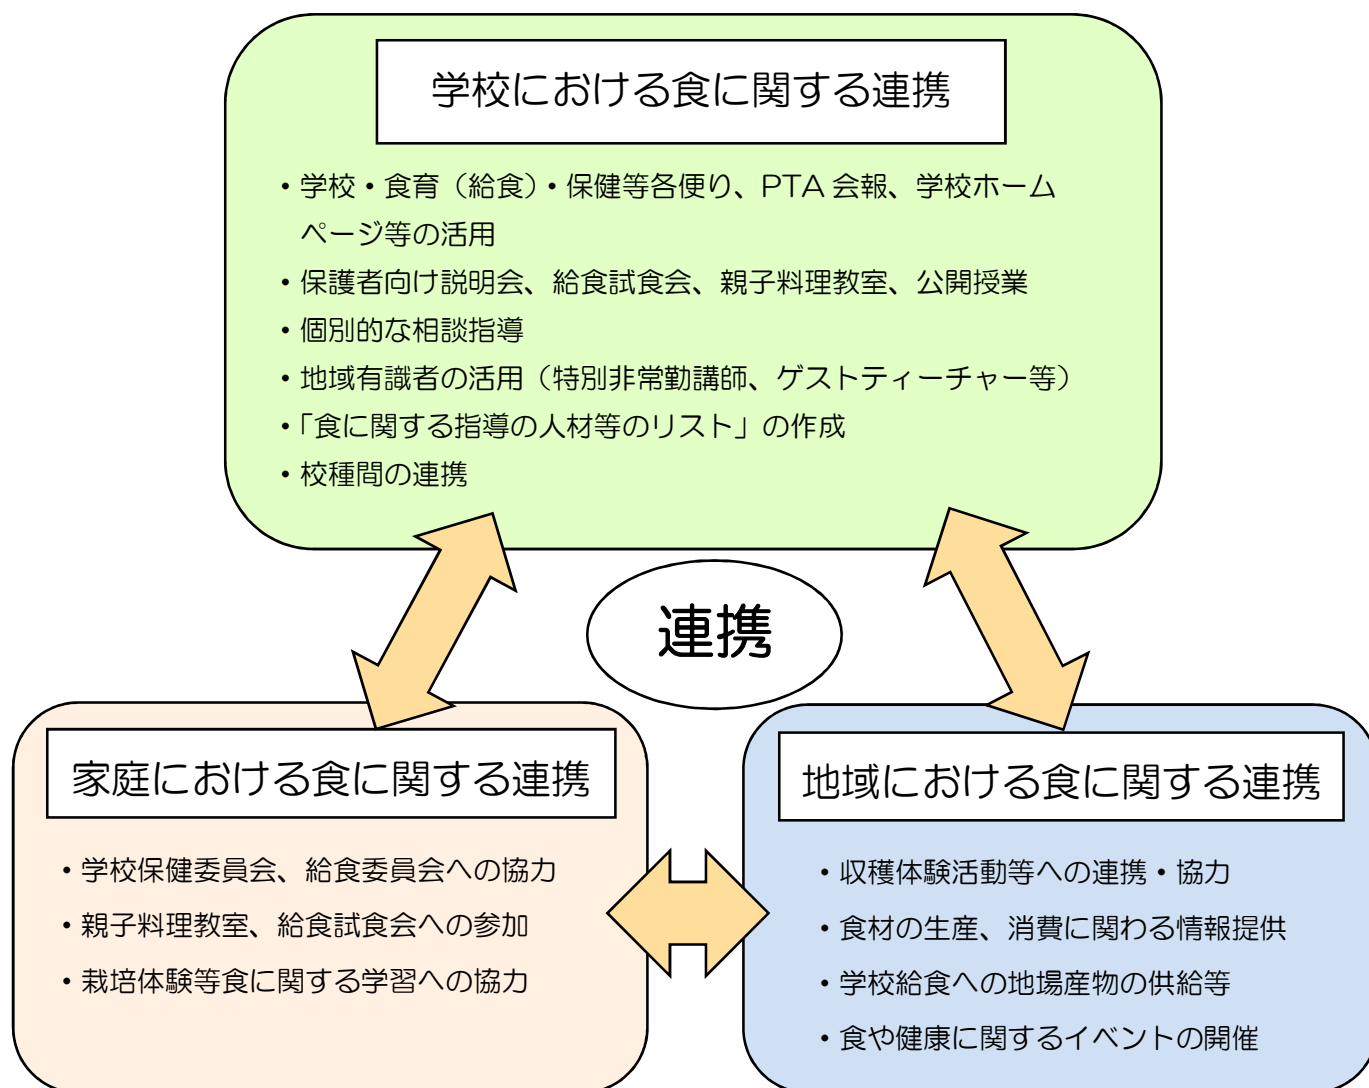 学校における食に関する連携
・学校・食育（給食）・保健等各便り、PTA 会報、学校ホーム
ページ等の活用
・保護者向け説明会、給食試食会、親子料理教室、公開授業
・個別的な相談指導
・地域有識者の活用（特別非常勤講師、ゲストティーチャー等）
・「食に関する指導の人材等のリスト」の作成
・校種間の連携
連携
家庭における食に関する連携
・学校保健委員会、給食委員会への協力
・親子料理教室、給食試食会への参加
・栽培体験等食に関する学習への協力
地域における食に関する連携
・収穫体験活動等への連携・協力
・食材の生産、消費に関わる情報提供
・学校給食への地場産物の供給等
・食や健康に関するイベントの開催